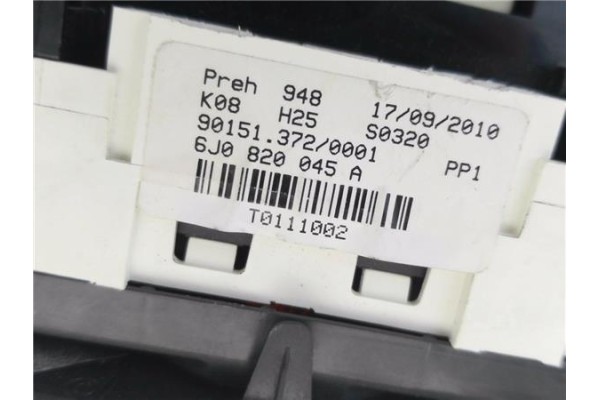 Preh 948 17/09/2010
K08 H25 S0320
90151.372/0001
6J0 820 045 A PP1
T0111002